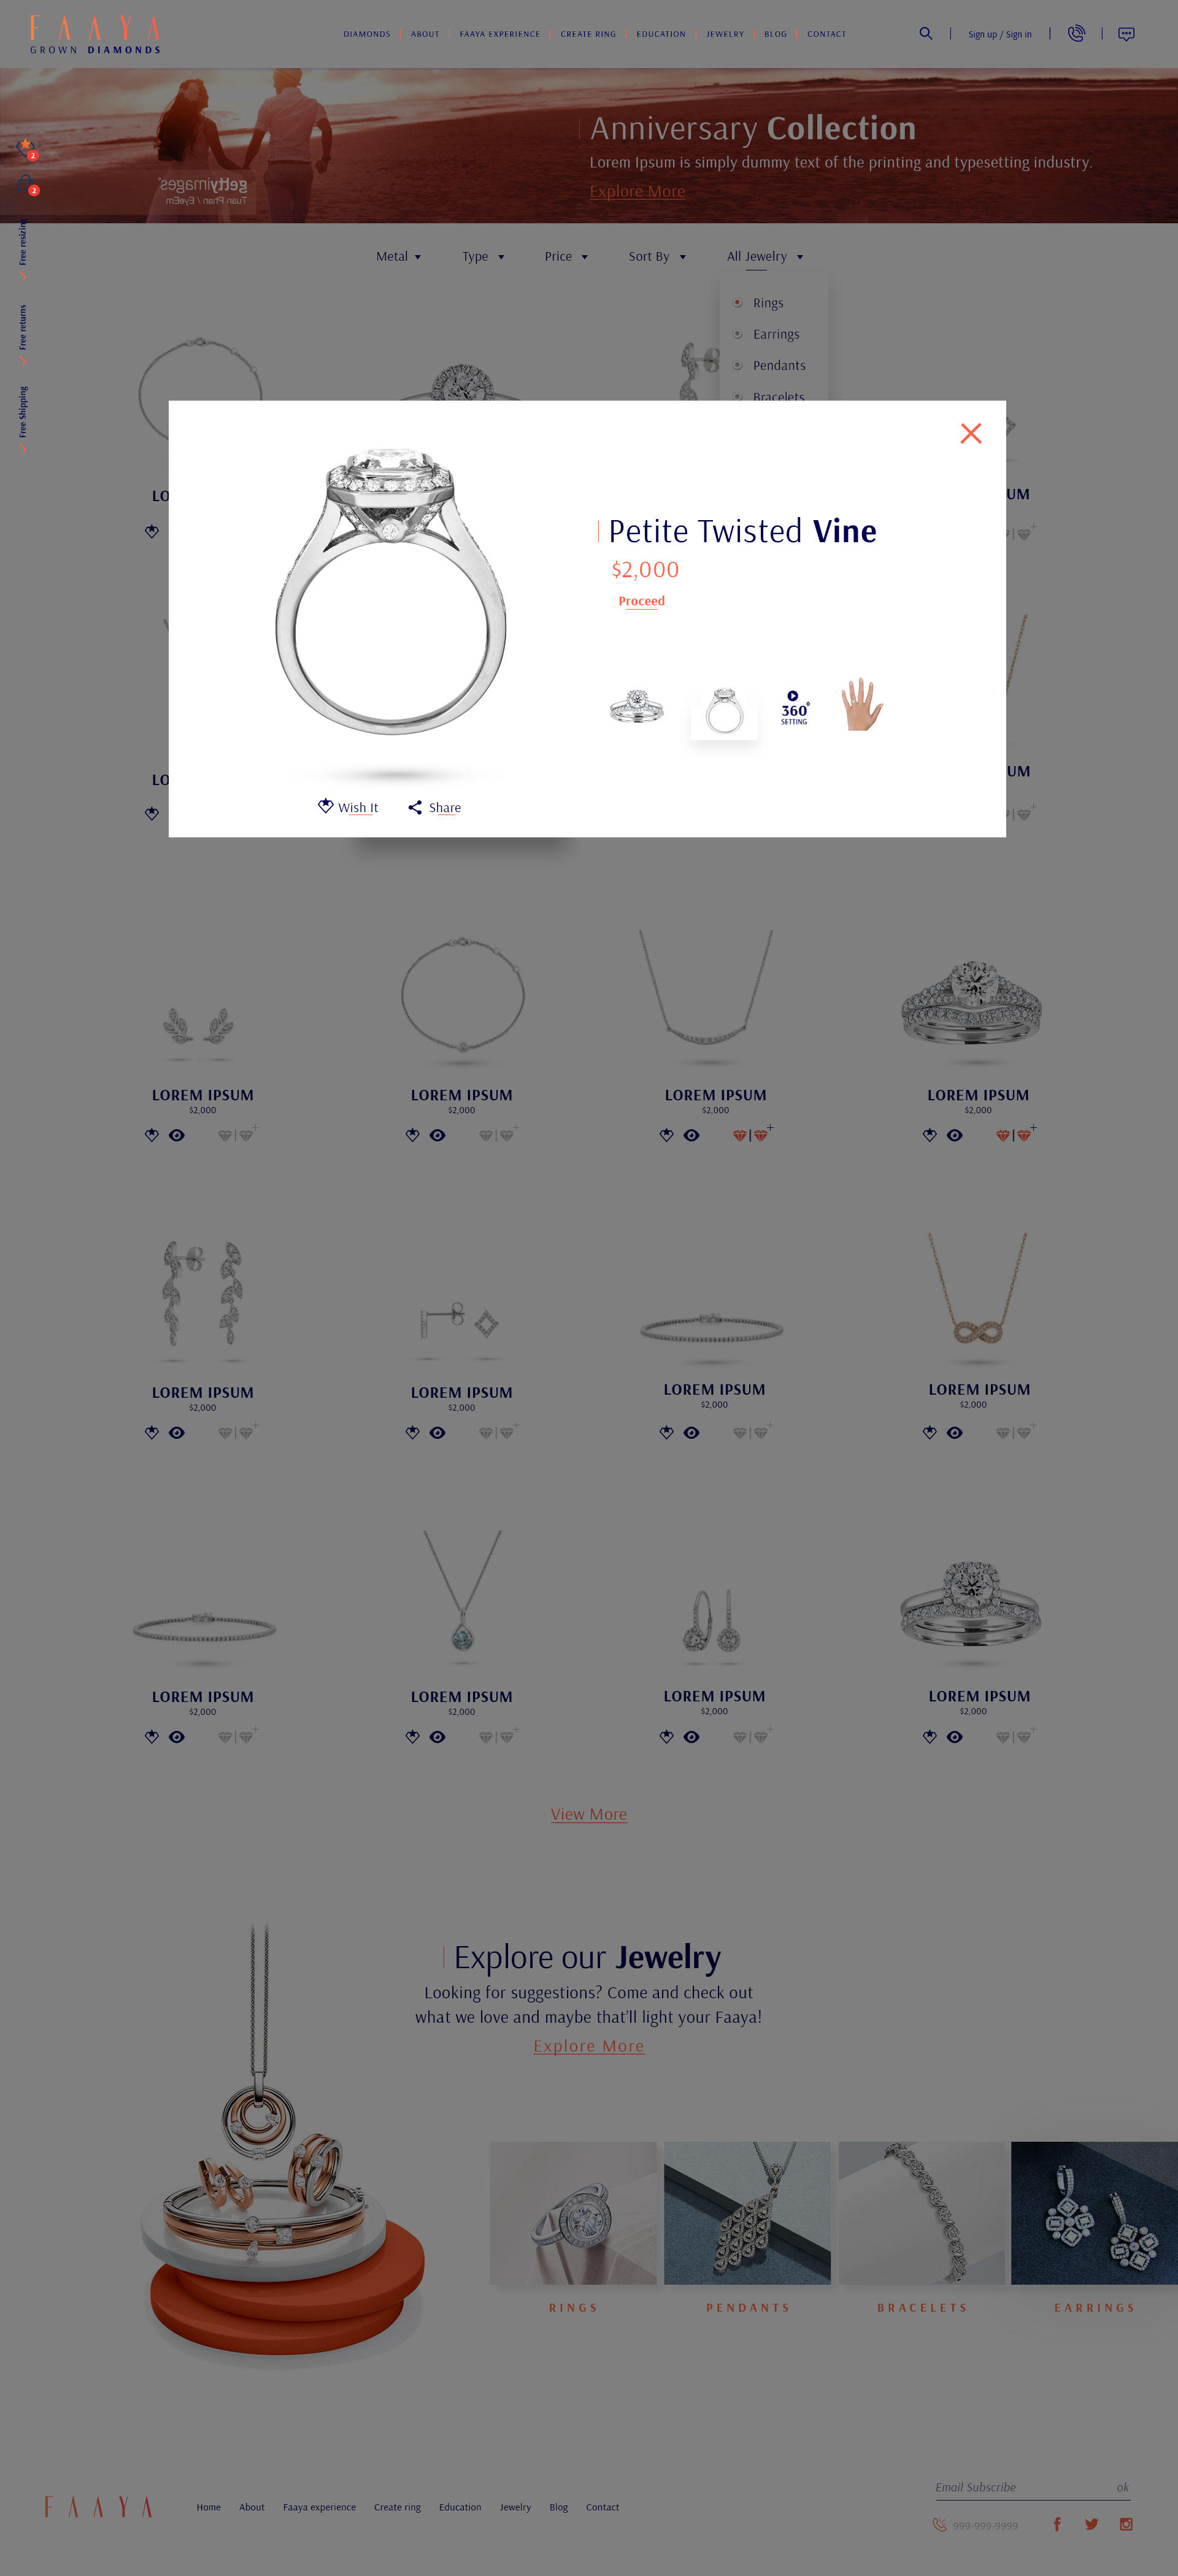 FAAYA
GROWN DIAMONDS
DIAMONDS
ABOUT
FAAYA EXPERIENCE
CREATE RING
EDUCATION
JEWELRY
BLOG
CONTACT
Sign up / Sign in
Anniversary Collection
Lorem Ipsum is simply dummy text of the printing and typesetting industry.
Explore More
gettyimages®
Tuan Phan / EyeEm
2
2
Free resizing
Free returns
Free Shipping
Metal
Type
Price
Sort By
All Jewelry
Rings
Earrings
Pendants
Bracelets
LO
UM
Petite Twisted Vine
$2,000
Proceed
360°
SETTING
Wish It
Share
LO
UM
LOREM IPSUM
$2,000
LOREM IPSUM
$2,000
LOREM IPSUM
$2,000
LOREM IPSUM
$2,000
LOREM IPSUM
$2,000
LOREM IPSUM
$2,000
LOREM IPSUM
$2,000
LOREM IPSUM
$2,000
LOREM IPSUM
$2,000
LOREM IPSUM
$2,000
LOREM IPSUM
$2,000
LOREM IPSUM
$2,000
View More
Explore our Jewelry
Looking for suggestions? Come and check out
what we love and maybe that'll light your Faaya!
Explore More
RINGS
PENDANTS
BRACELETS
EARRINGS
FAAYA
Home
About
Faaya experience
Create ring
Education
Jewelry
Blog
Contact
Email Subscribe
ok
999-999-9999